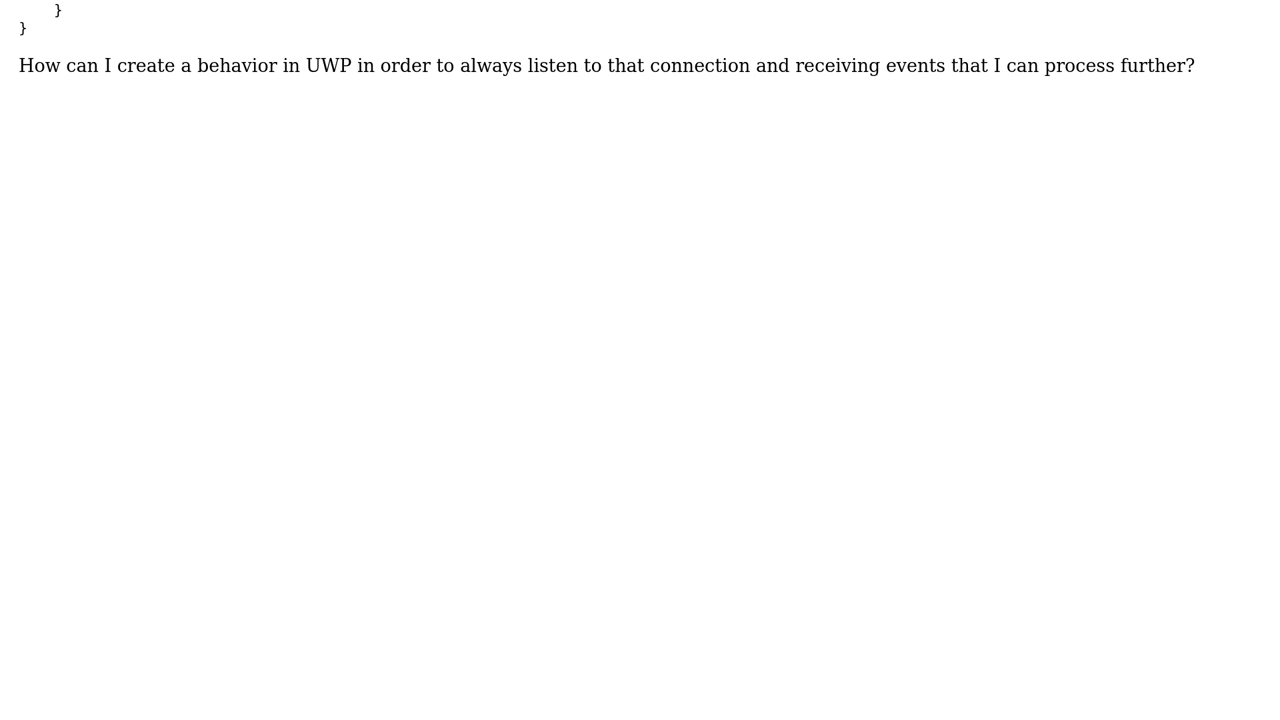 }
}
How can I create a behavior in UWP in order to always listen to that connection and receiving events that I can process further?